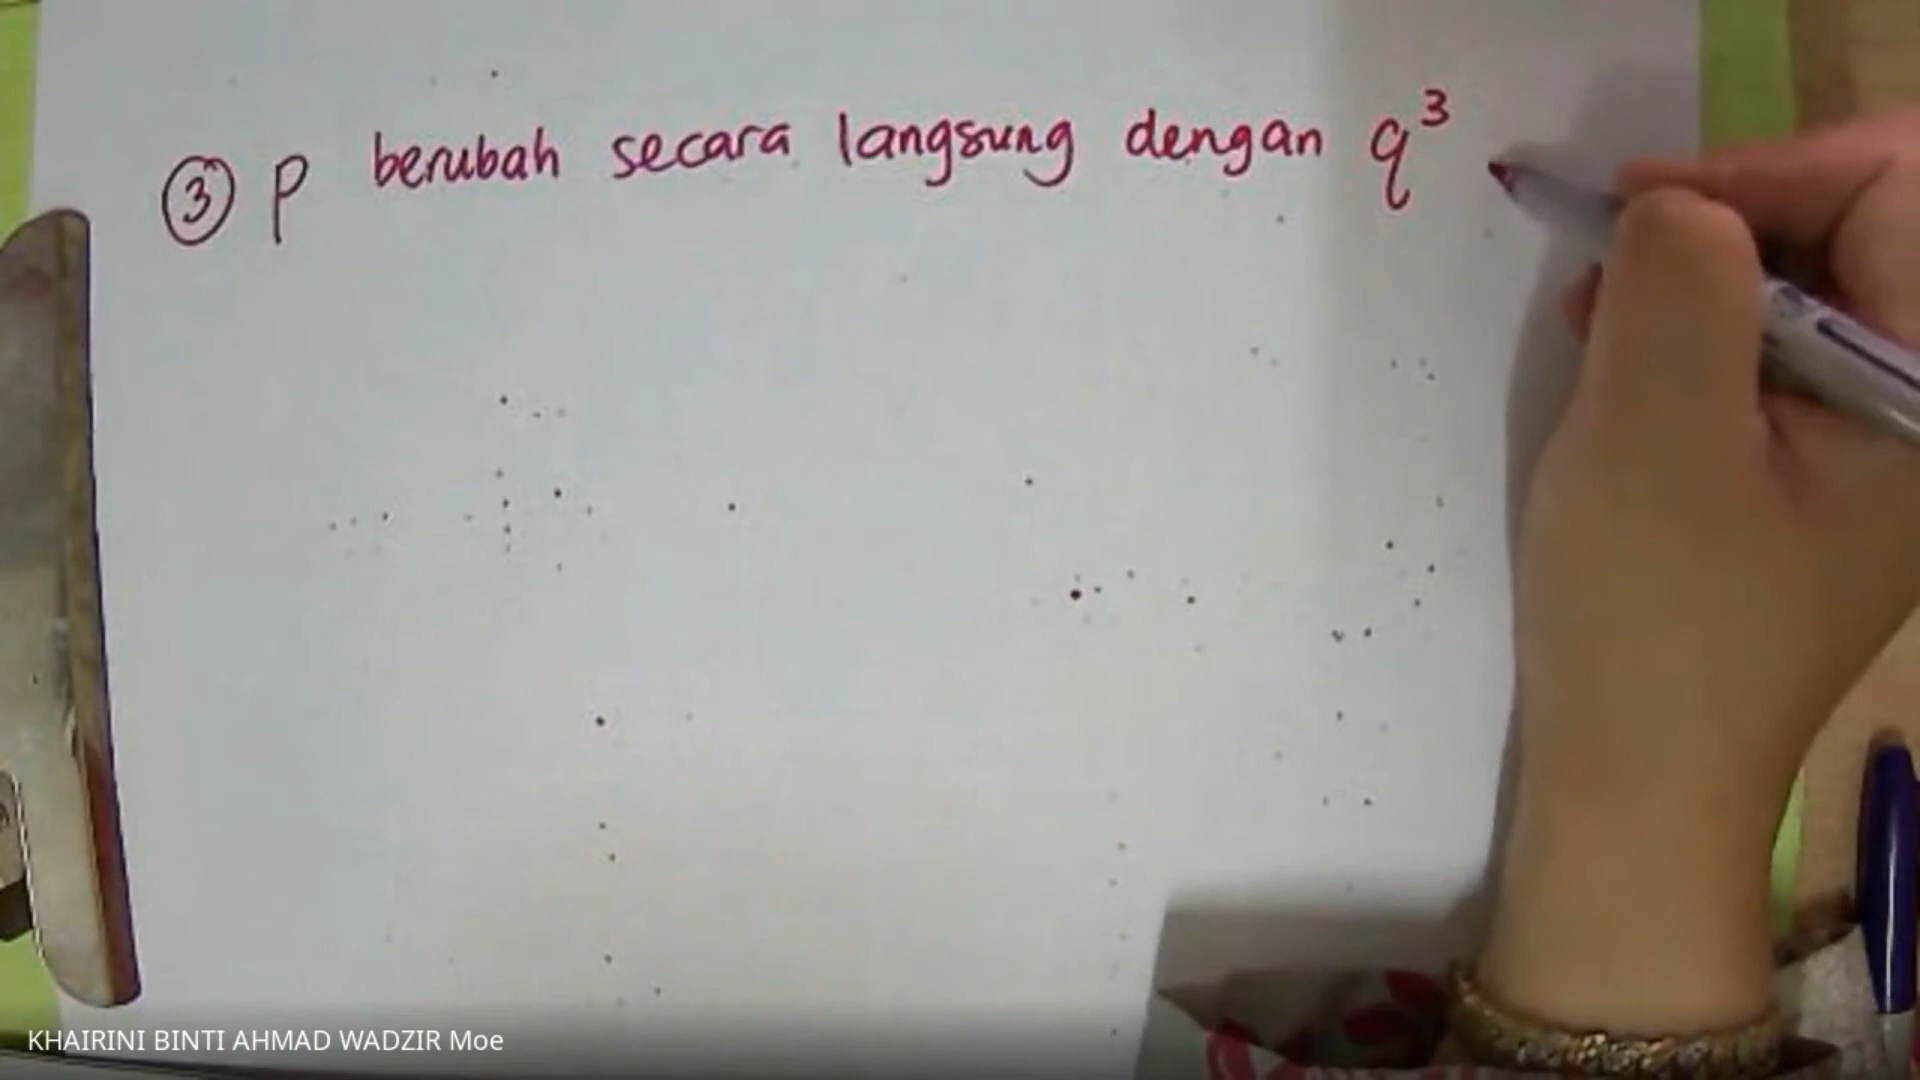 ③ p berubah secara langsung dengan q³
KHAIRINI BINTI AHMAD WADZIR Moe